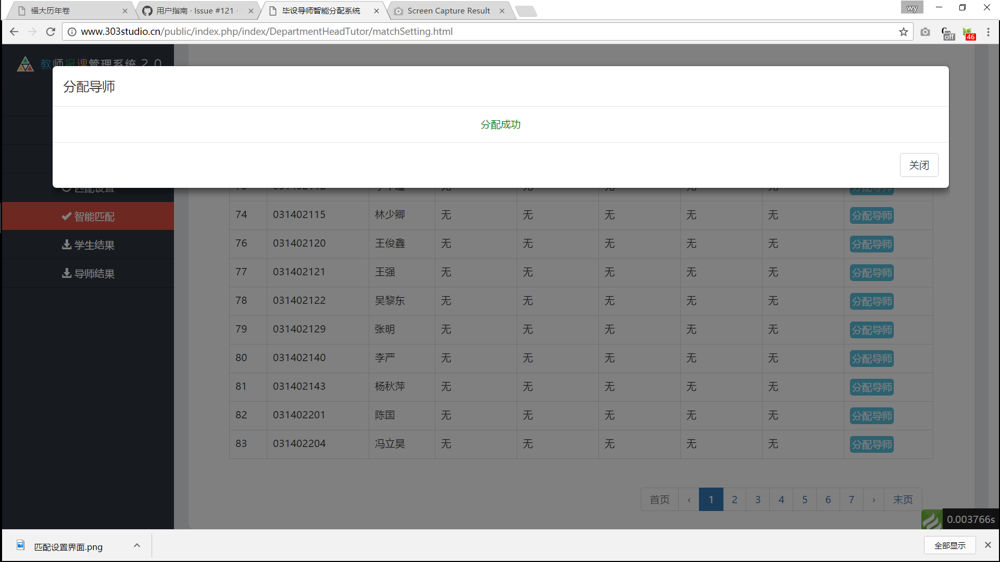 福大历年卷
用户指南 · Issue #121 ·
毕设导师智能分配系统
Screen Capture Result
wy
www.303studio.cn/public/index.php/index/DepartmentHeadTutor/matchSetting.html
off
46
教师报课管理系统 2.0
分配导师
分配成功
关闭
匹配设置
智能匹配
学生结果
导师结果
74 031402115 林少卿 无 无 无 无 无 分配导师
76 031402120 王俊鑫 无 无 无 无 无 分配导师
77 031402121 王强 无 无 无 无 无 分配导师
78 031402122 吴黎东 无 无 无 无 无 分配导师
79 031402129 张明 无 无 无 无 无 分配导师
80 031402140 李严 无 无 无 无 无 分配导师
81 031402143 杨秋萍 无 无 无 无 无 分配导师
82 031402201 陈国 无 无 无 无 无 分配导师
83 031402204 冯立昊 无 无 无 无 无 分配导师
首页 ‹ 1 2 3 4 5 6 7 › 末页
0.003766s
匹配设置界面.png
全部显示